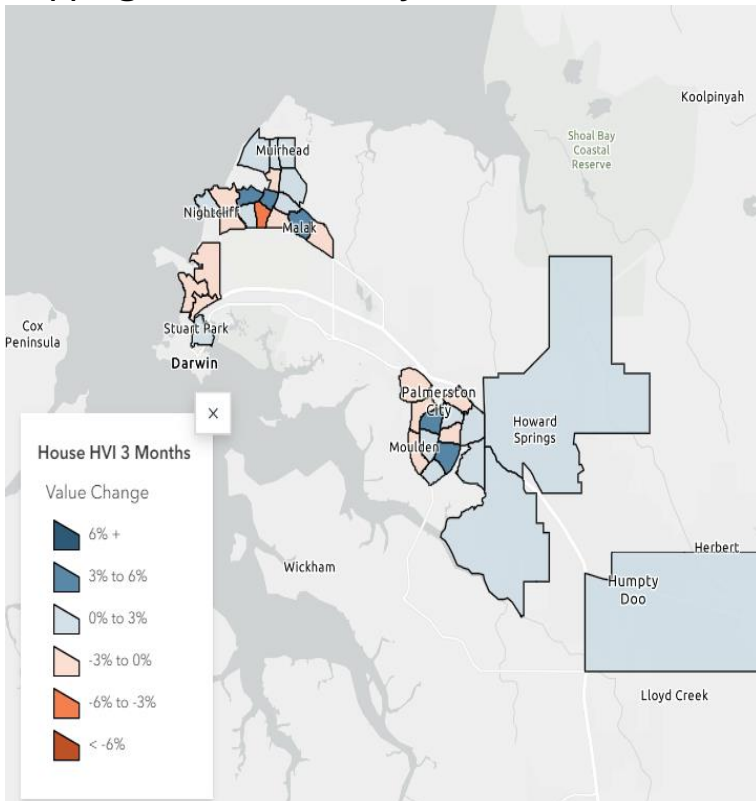 Koolpinyah
Shoal Bay
Coastal
Reserve
Muirhead
Nightcliff
Malak
Cox
Peninsula
Stuart Park
Darwin
Palmerston
City
Howard
Springs
Moulden
Wickham
Herbert
Humpty
Doo
Lloyd Creek
X
House HVI 3 Months
Value Change
6% +
3% to 6%
0% to 3%
-3% to 0%
-6% to -3%
< -6%